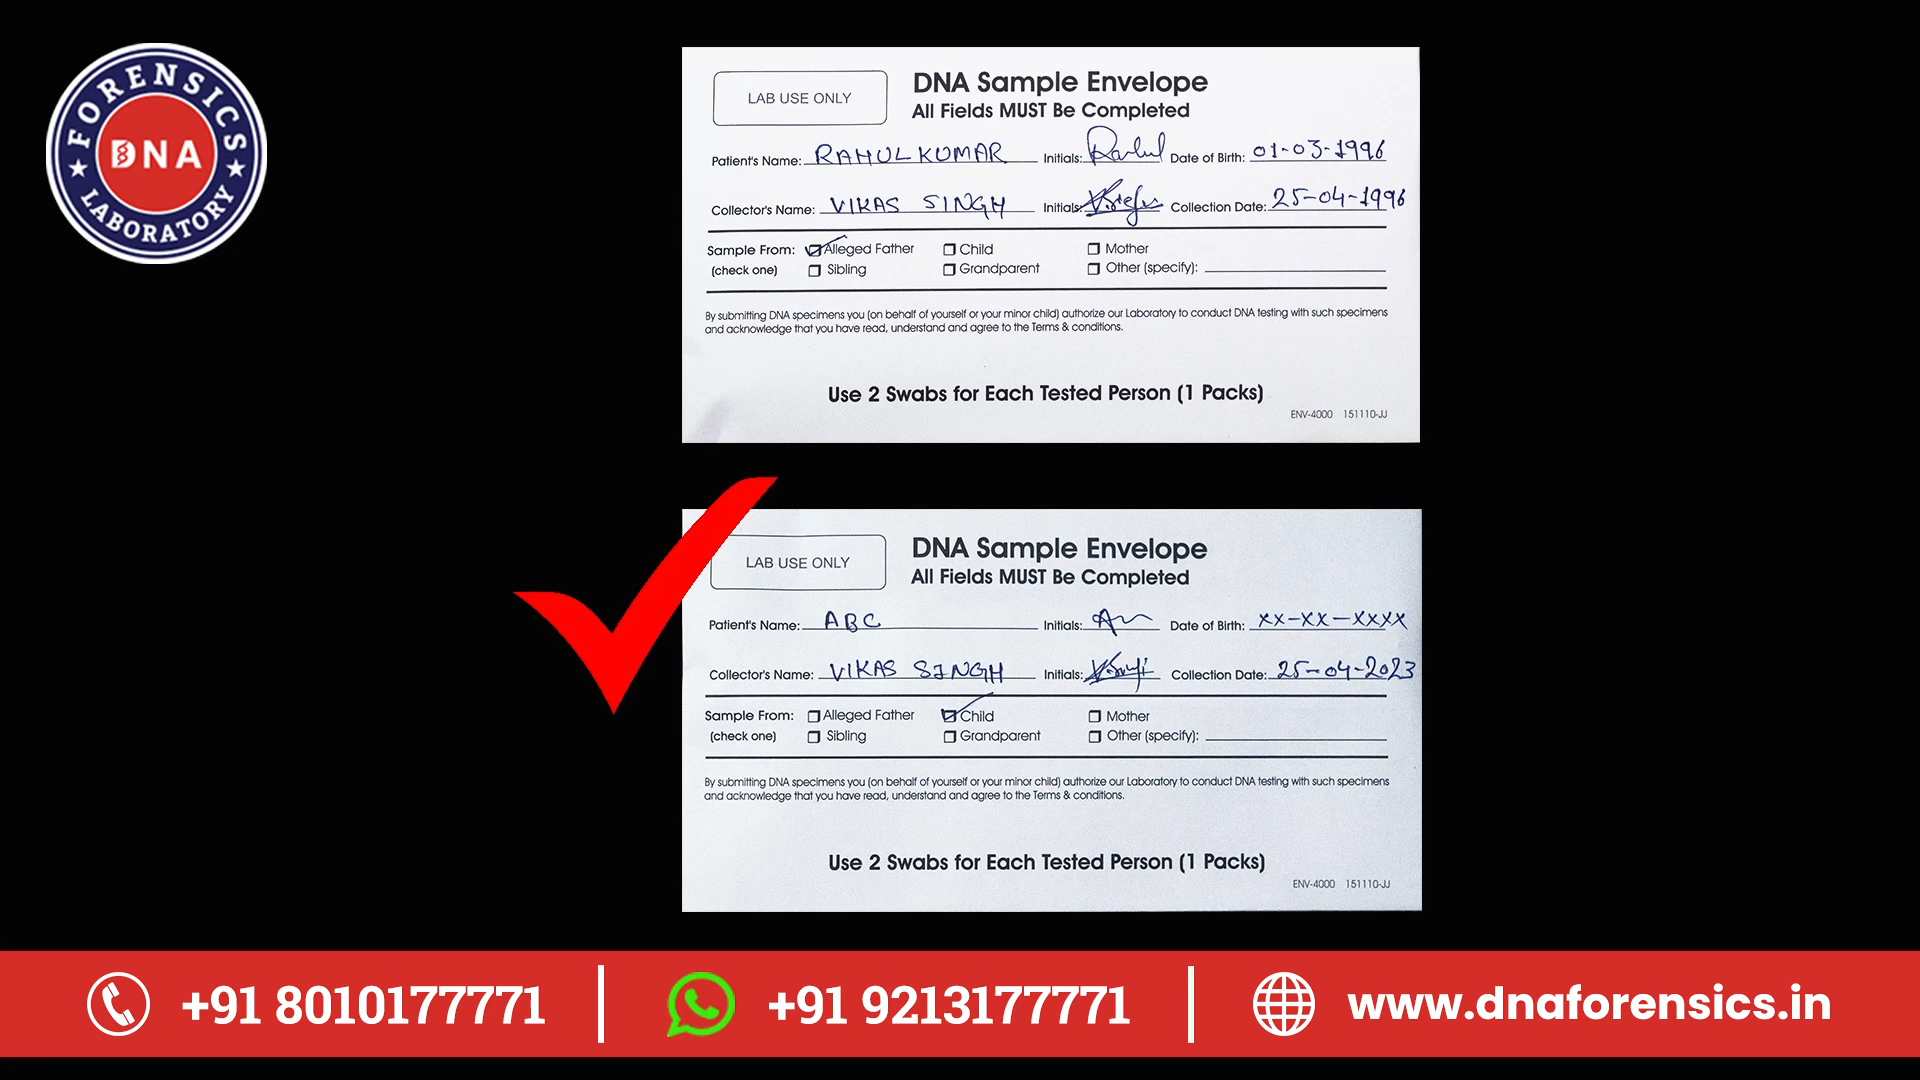 FORENSICS
DNA
LABORATORY
LAB USE ONLY
DNA Sample Envelope
All Fields MUST Be Completed
Patient's Name: RAHUL KUMAR Initials: Rahul Date of Birth: 01-03-1996
Collector's Name: VIKAS SINGH Initials: Collection Date: 25-04-1996
Sample From: Alleged Father Child Mother
(check one) Sibling Grandparent Other (specify):
By submitting DNA specimens you (on behalf of yourself or your minor child) authorize our Laboratory to conduct DNA testing with such specimens
and acknowledge that you have read, understand and agree to the Terms & conditions.
Use 2 Swabs for Each Tested Person (1 Packs)
ENV-4000 151110-JJ
LAB USE ONLY
DNA Sample Envelope
All Fields MUST Be Completed
Patient's Name: ABC Initials: Date of Birth: xx-xx-xxxx
Collector's Name: VIKAS SINGH Initials: Collection Date: 25-04-2023
Sample From: Alleged Father Child Mother
(check one) Sibling Grandparent Other (specify):
By submitting DNA specimens you (on behalf of yourself or your minor child) authorize our Laboratory to conduct DNA testing with such specimens
and acknowledge that you have read, understand and agree to the Terms & conditions.
Use 2 Swabs for Each Tested Person (1 Packs)
ENV-4000 151110-JJ
+91 8010177771
+91 9213177771
www.dnaforensics.in